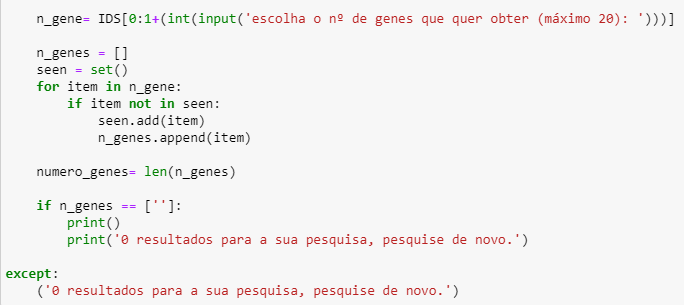 n_gene= IDS[0:1+(int(input('escolha o nº de genes que quer obter (máximo 20): ')))]
n_genes = []
seen = set()
for item in n_gene:
if item not in seen:
seen.add(item)
n_genes.append(item)
numero_genes= len(n_genes)
if n_genes == ['']:
print()
print('0 resultados para a sua pesquisa, pesquise de novo.')
except:
('0 resultados para a sua pesquisa, pesquise de novo.')